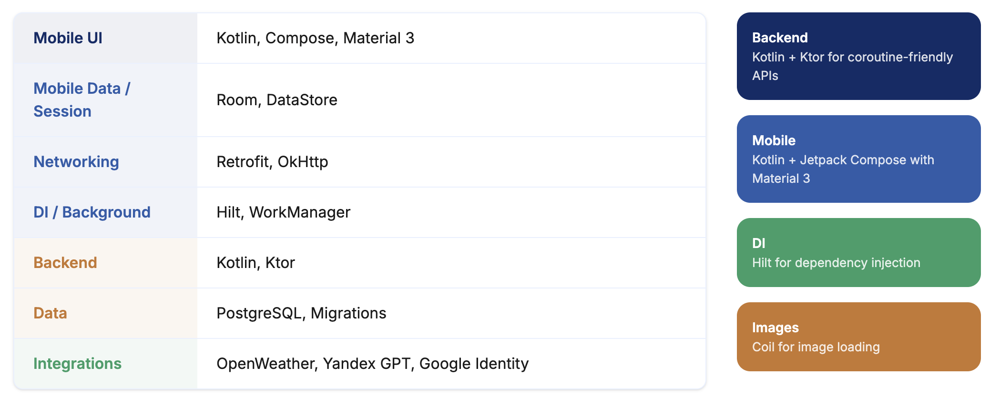 Mobile UI
Kotlin, Compose, Material 3
Mobile Data /
Session
Room, DataStore
Networking
Retrofit, OkHttp
DI / Background
Hilt, WorkManager
Backend
Kotlin, Ktor
Data
PostgreSQL, Migrations
Integrations
OpenWeather, Yandex GPT, Google Identity
Backend
Kotlin + Ktor for coroutine-friendly
APIs
Mobile
Kotlin + Jetpack Compose with
Material 3
DI
Hilt for dependency injection
Images
Coil for image loading